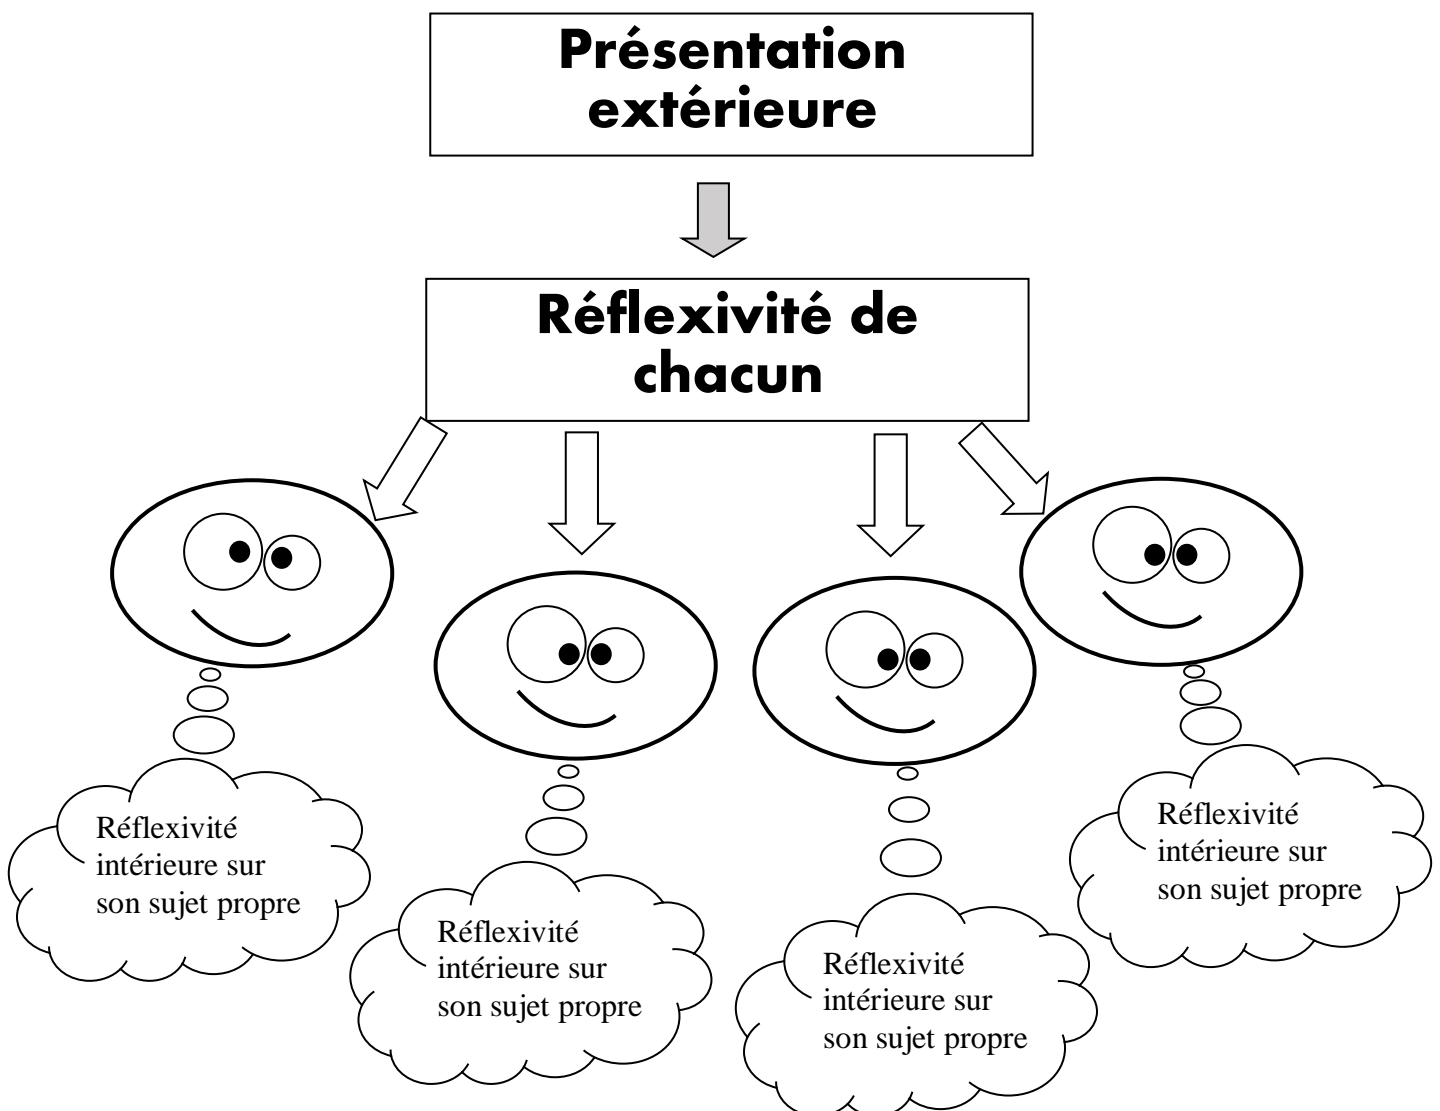 Présentation
extérieure
Réflexivité de
chacun
Réflexivité
intérieure sur
son sujet propre
Réflexivité
intérieure sur
son sujet propre
Réflexivité
intérieure sur
son sujet propre
Réflexivité
intérieure sur
son sujet propre